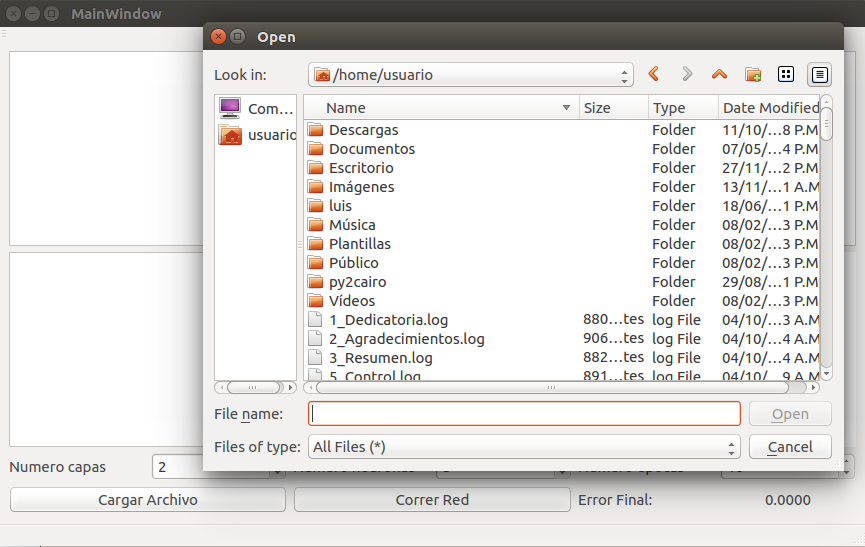 MainWindow
Open
Look in: /home/usuario
Com...
usuario
Name Size Type Date Modified
Descargas Folder 11/10/...8 P.M
Documentos Folder 07/05/...4 P.M
Escritorio Folder 27/11/...2 P.M
Imágenes Folder 13/11/...1 A.M
luis Folder 18/06/...1 P.M
Música Folder 08/02/...3 P.M
Plantillas Folder 08/02/...3 P.M
Público Folder 08/02/...3 P.M
py2cairo Folder 29/08/...1 P.M
Vídeos Folder 08/02/...3 P.M
1_Dedicatoria.log 880...tes log File 04/10/...3 A.M
2_Agradecimientos.log 906...tes log File 04/10/...4 A.M
3_Resumen.log 882...tes log File 04/10/...4 A.M
5_Control.log 891...tes log File 04/10/...9 A.M
File name: Open
Files of type: All Files (*) Cancel
Numero capas 2
Cargar Archivo Correr Red Error Final: 0.0000